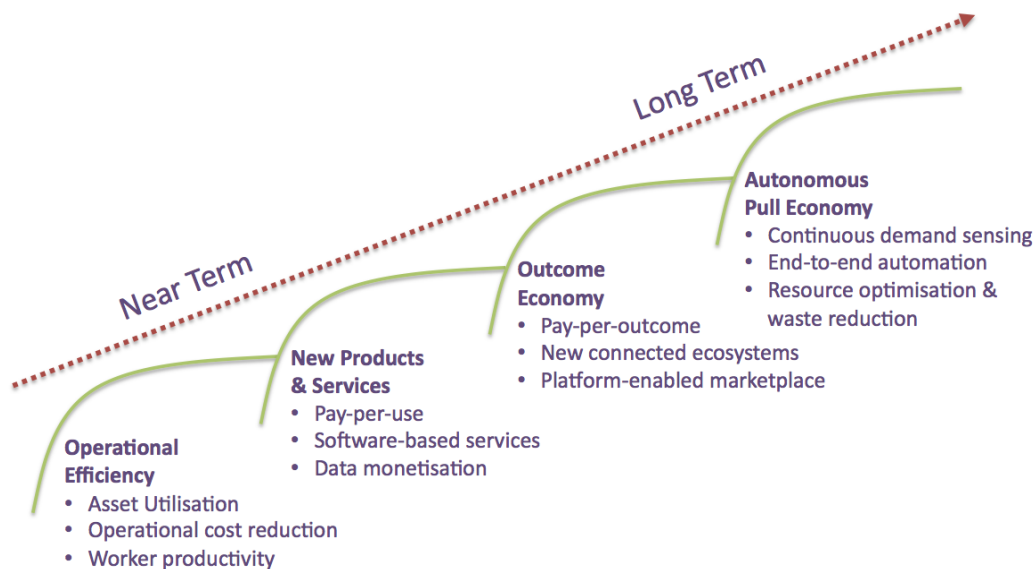 Near Term
Long Term
Operational
Efficiency
• Asset Utilisation
• Operational cost reduction
• Worker productivity
New Products
& Services
• Pay-per-use
• Software-based services
• Data monetisation
Outcome
Economy
• Pay-per-outcome
• New connected ecosystems
• Platform-enabled marketplace
Autonomous
Pull Economy
• Continuous demand sensing
• End-to-end automation
• Resource optimisation &
waste reduction